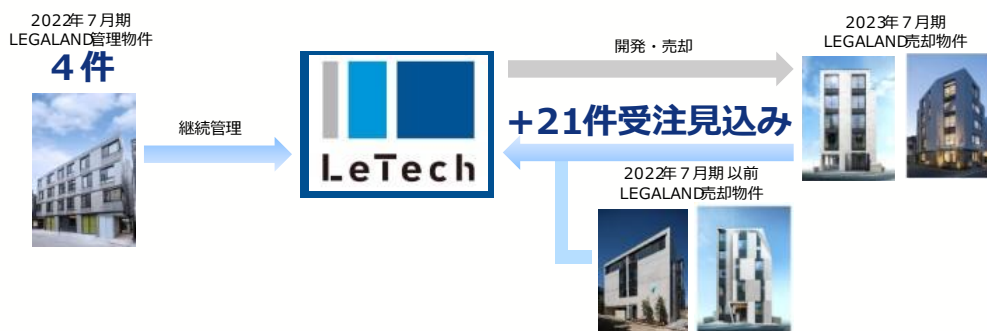 2022年7月期
LEGALAND管理物件
4件
継続管理
LeTech
開発・売却
+21件受注見込み
2022年7月期以前
LEGALAND売却物件
2023年7月期
LEGALAND売却物件